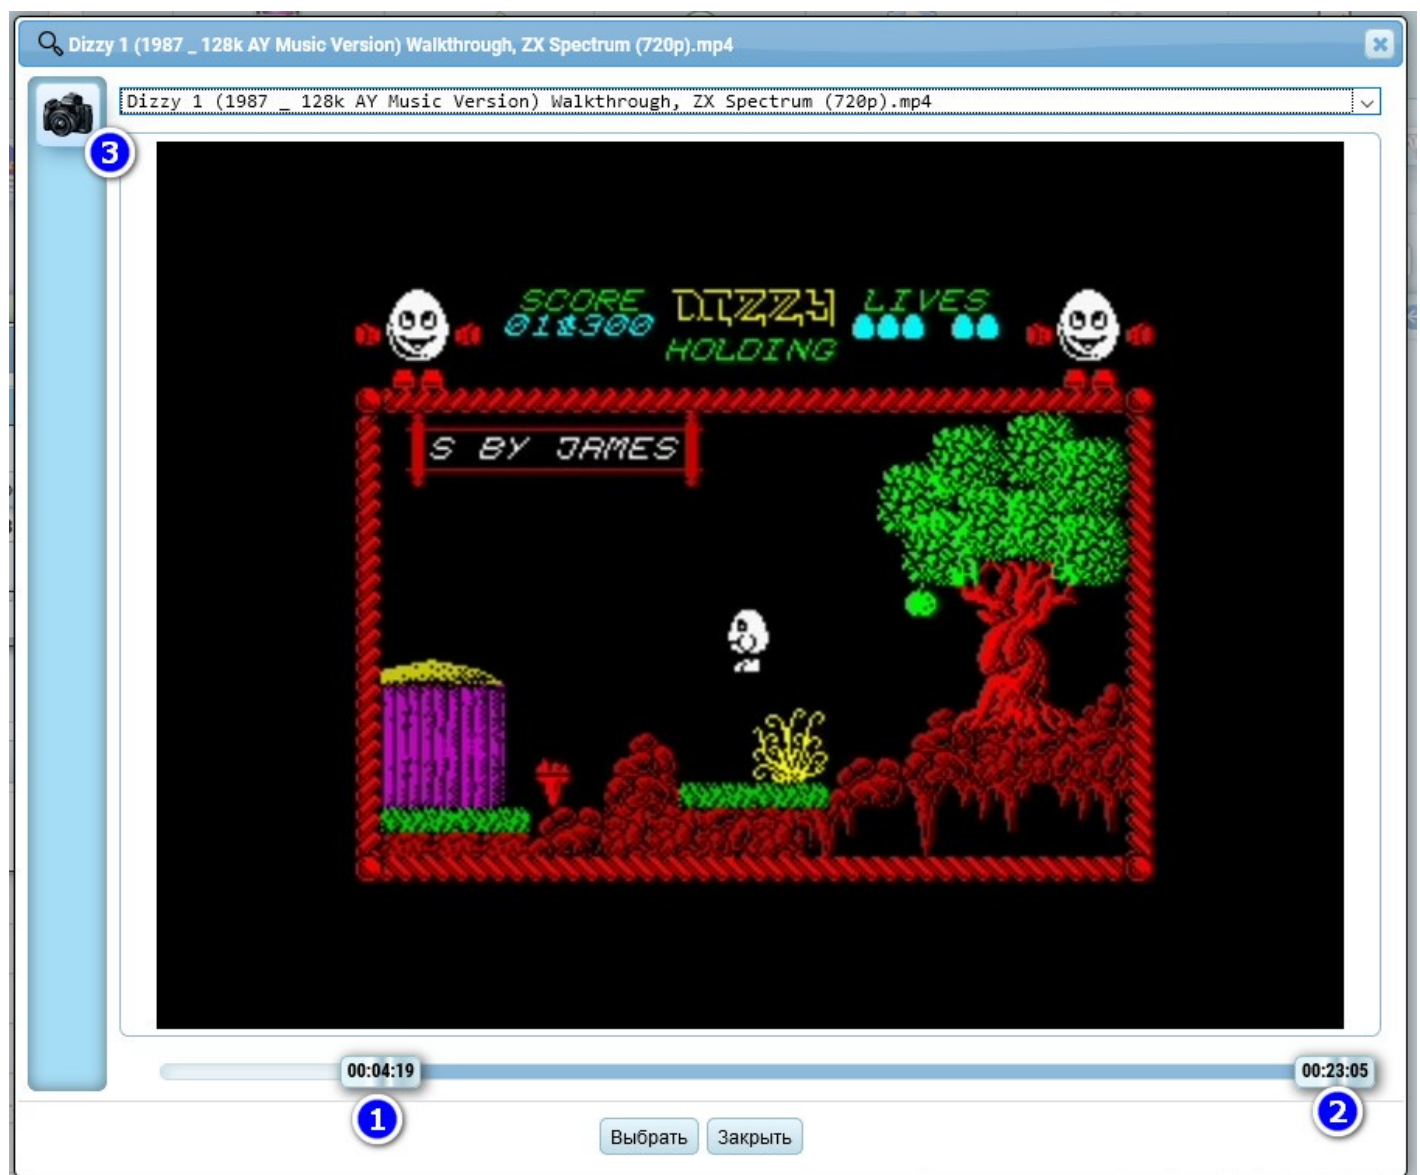 Dizzy 1 (1987 _ 128k AY Music Version) Walkthrough, ZX Spectrum (720p).mp4
Dizzy 1 (1987 _ 128k AY Music Version) Walkthrough, ZX Spectrum (720p).mp4
3
SCORE DIZZY LIVES
HOLDING
S BY JAMES
00:04:19 00:23:05
1 2
Выбрать Закрыть